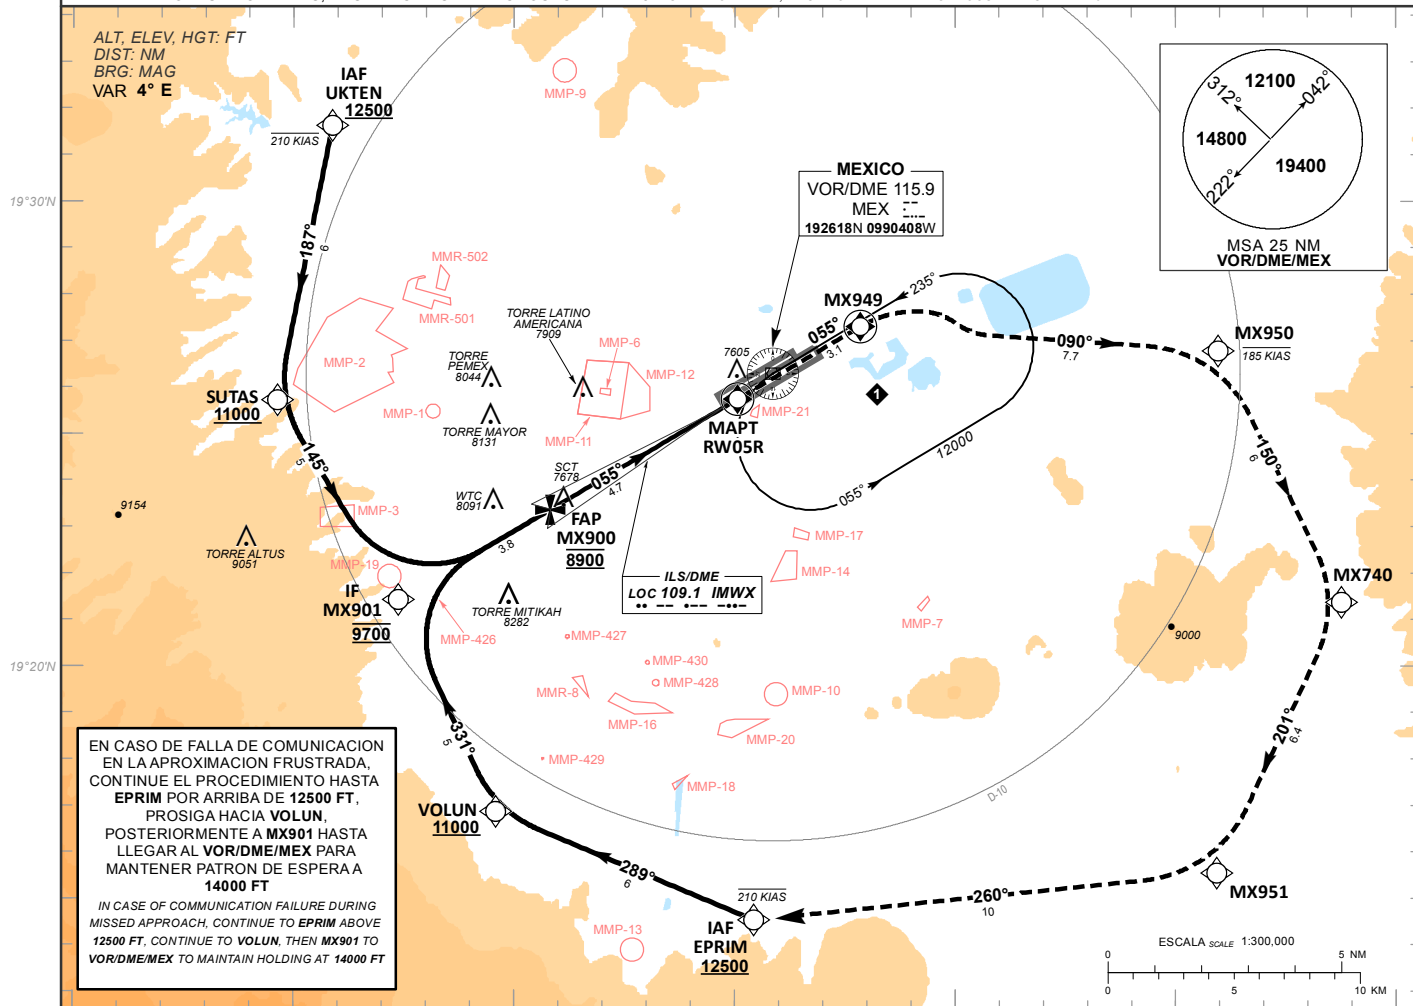 ALT, ELEV, HGT: FT
DIST: NM
BRG: MAG
VAR 4° E
IAF
UKTEN
12500
210 KIAS
MMP-9
12100
312°
042°
14800
19400
222°
MSA 25 NM
VOR/DME/MEX
MEXICO
VOR/DME 115.9
MEX
192618N 0990408W
19°30'N
187°
6
MMR-502
MMR-501
MMP-2
TORRE LATINO
AMERICANA
7909
TORRE
PEMEX
8044
MMP-6
MMP-12
7605
MX949
235°
055°
3.1
090°
7.7
MX950
185 KIAS
SUTAS
11000
MMP-1
TORRE MAYOR
8131
MMP-11
MMP-21
MAPT
RW05R
1
12000
055°
145°
5
SCT
7678
055°
4.7
150°
6
WTC
8091
9154
MMP-3
TORRE ALTUS
9051
FAP
MX900
8900
3.8
MMP-17
MMP-14
MMP-19
IF
MX901
9700
ILS/DME
LOC 109.1 IMWX
TORRE MITIKAH
8282
MMP-426
MMP-427
MMP-7
MX740
9000
19°20'N
MMP-430
MMP-428
MMR-8
MMP-10
MMP-16
MMP-20
331°
5
201°
6.4
MMP-429
MMP-18
D-10
VOLUN
11000
289°
6
210 KIAS
260°
10
MX951
MMP-13
IAF
EPRIM
12500
EN CASO DE FALLA DE COMUNICACION
EN LA APROXIMACION FRUSTRADA,
CONTINUE EL PROCEDIMIENTO HASTA
EPRIM POR ARRIBA DE 12500 FT,
PROSIGA HACIA VOLUN,
POSTERIORMENTE A MX901 HASTA
LLEGAR AL VOR/DME/MEX PARA
MANTENER PATRON DE ESPERA A
14000 FT
IN CASE OF COMMUNICATION FAILURE DURING
MISSED APPROACH, CONTINUE TO EPRIM ABOVE
12500 FT, CONTINUE TO VOLUN, THEN MX901 TO
VOR/DME/MEX TO MAINTAIN HOLDING AT 14000 FT
ESCALA SCALE 1:300,000
0 5 NM
0 5 10 KM